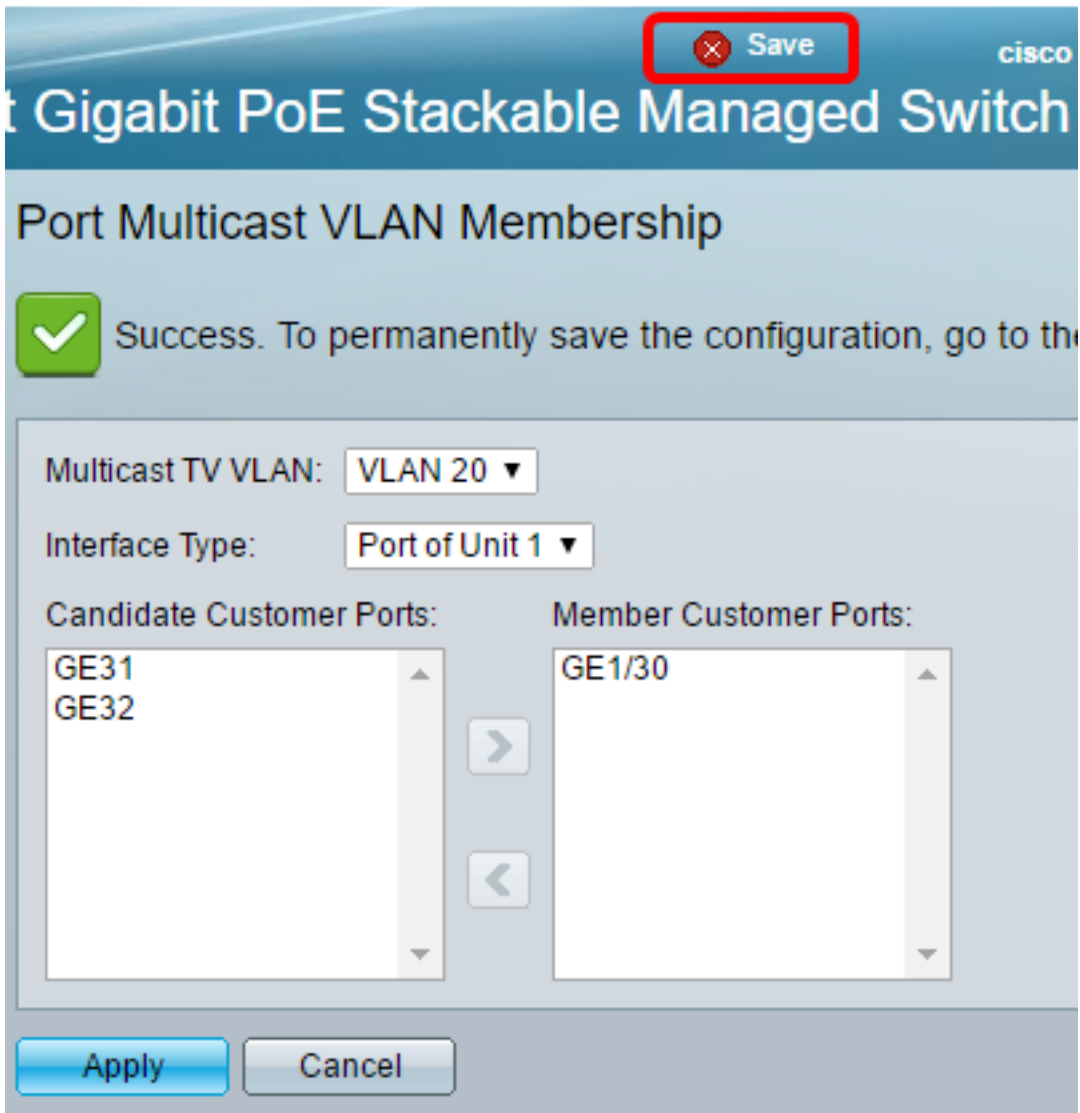 Save
cisco
t Gigabit PoE Stackable Managed Switch
Port Multicast VLAN Membership
Success. To permanently save the configuration, go to the
Multicast TV VLAN: VLAN 20
Interface Type: Port of Unit 1
Candidate Customer Ports: Member Customer Ports:
GE31 GE1/30
GE32
Apply Cancel